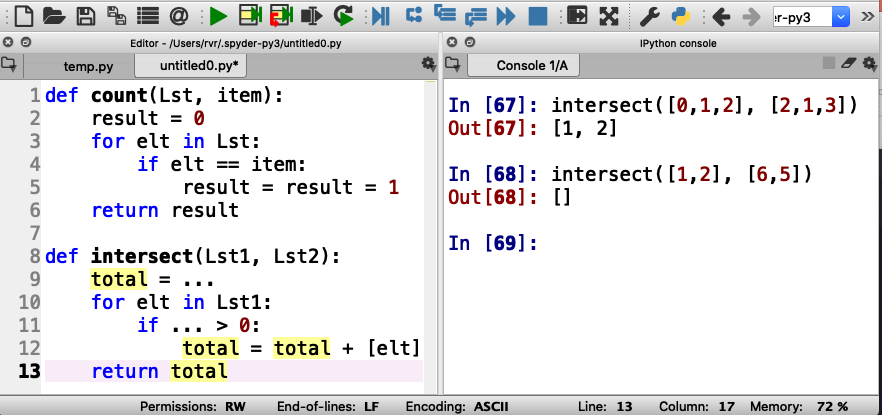 er-py3
Editor - /Users/rvr/.spyder-py3/untitled0.py
IPython console
temp.py
untitled0.py*
Console 1/A
1 def count(Lst, item):
2     result = 0
3     for elt in Lst:
4         if elt == item:
5             result = result = 1
6     return result
7
8 def intersect(Lst1, Lst2):
9     total = ...
10     for elt in Lst1:
11         if ... > 0:
12             total = total + [elt]
13     return total
In [67]: intersect([0,1,2], [2,1,3])
Out[67]: [1, 2]
In [68]: intersect([1,2], [6,5])
Out[68]: []
In [69]:
Permissions: RW End-of-lines: LF Encoding: ASCII Line: 13 Column: 17 Memory: 72 %